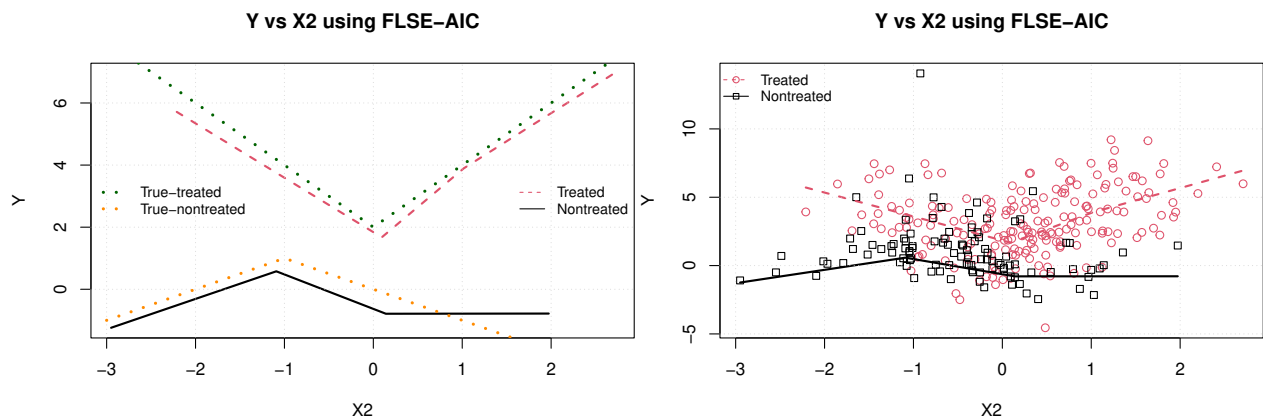 Y vs X2 using FLSE−AIC
Y
6
4
2
0
True−treated
True−nontreated
Treated
Nontreated
−3 −2 −1 0 1 2
X2
Y vs X2 using FLSE−AIC
Y
10
5
0
−5
Treated
Nontreated
−3 −2 −1 0 1 2
X2